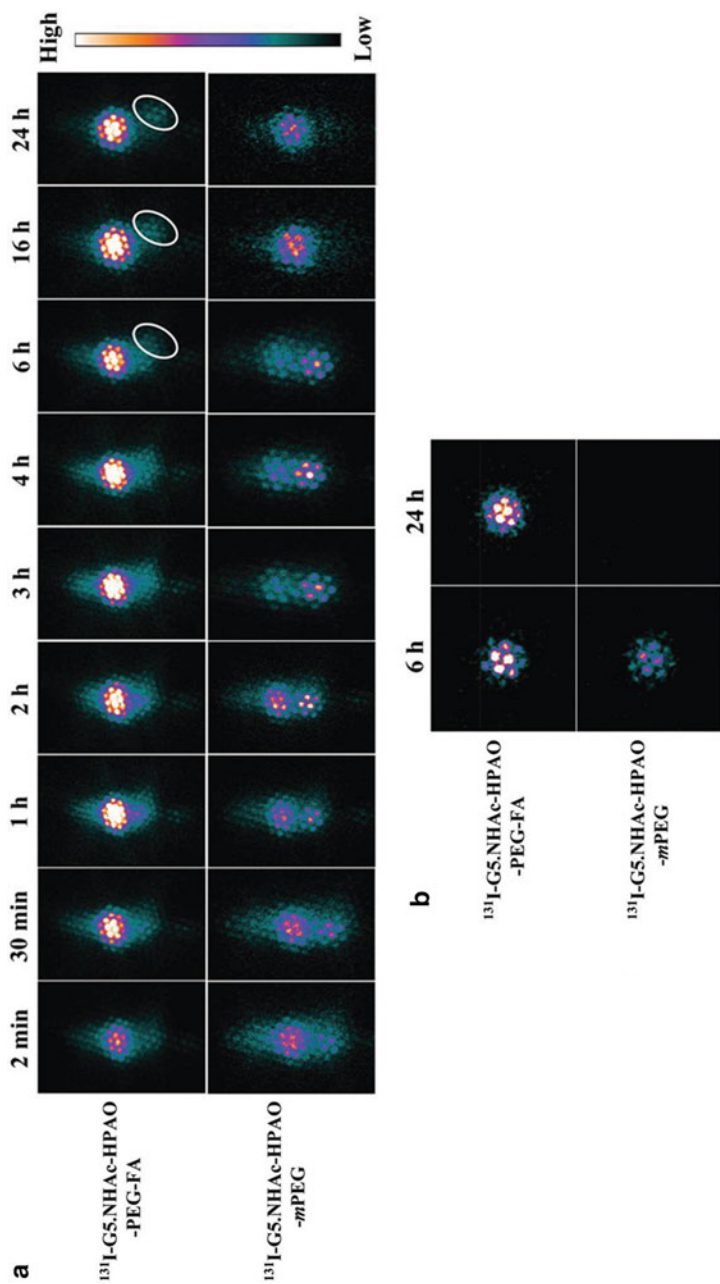 a
2 min 30 min 1 h 2 h 3 h 4 h 6 h 16 h 24 h
¹³¹I-G5.NHAc-HPAO
-PEG-FA
¹³¹I-G5.NHAc-HPAO
-mPEG
High
Low
b
6 h 24 h
¹³¹I-G5.NHAc-HPAO
-PEG-FA
¹³¹I-G5.NHAc-HPAO
-mPEG